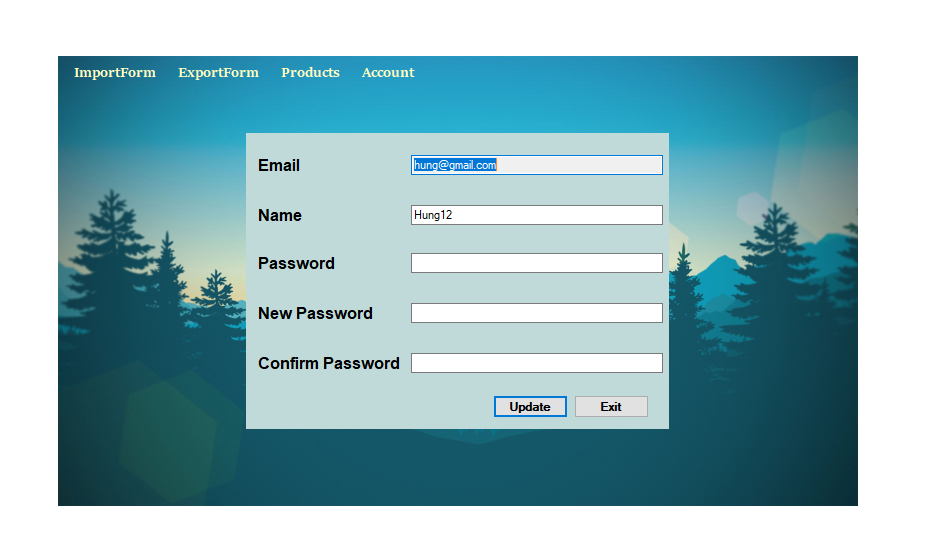 ImportForm ExportForm Products Account
Email hung@gmail.com
Name Hung12
Password
New Password
Confirm Password
Update Exit